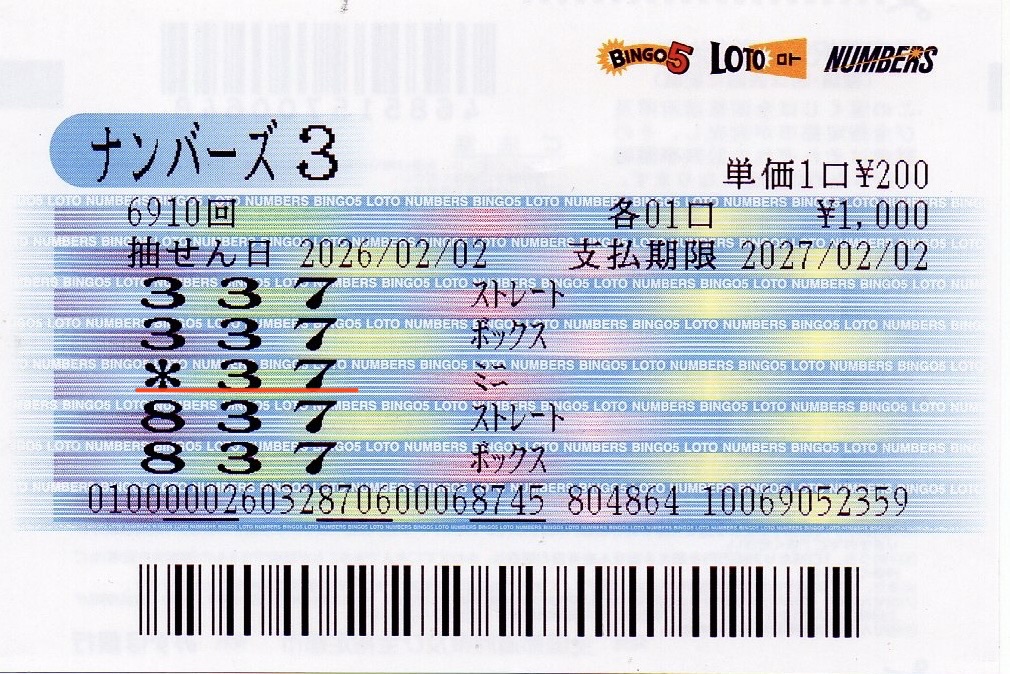 BINGO5 LOTO ロト NUMBERS
ナンバーズ3
単価1口¥200
6910回 各01口 ¥1,000
抽せん日 2026/02/02 支払期限 2027/02/02
3 3 7 ストレート
3 3 7 ボックス
* 3 7 ミニ
8 3 7 ストレート
8 3 7 ボックス
010000026032870600068745 804864 10069052359